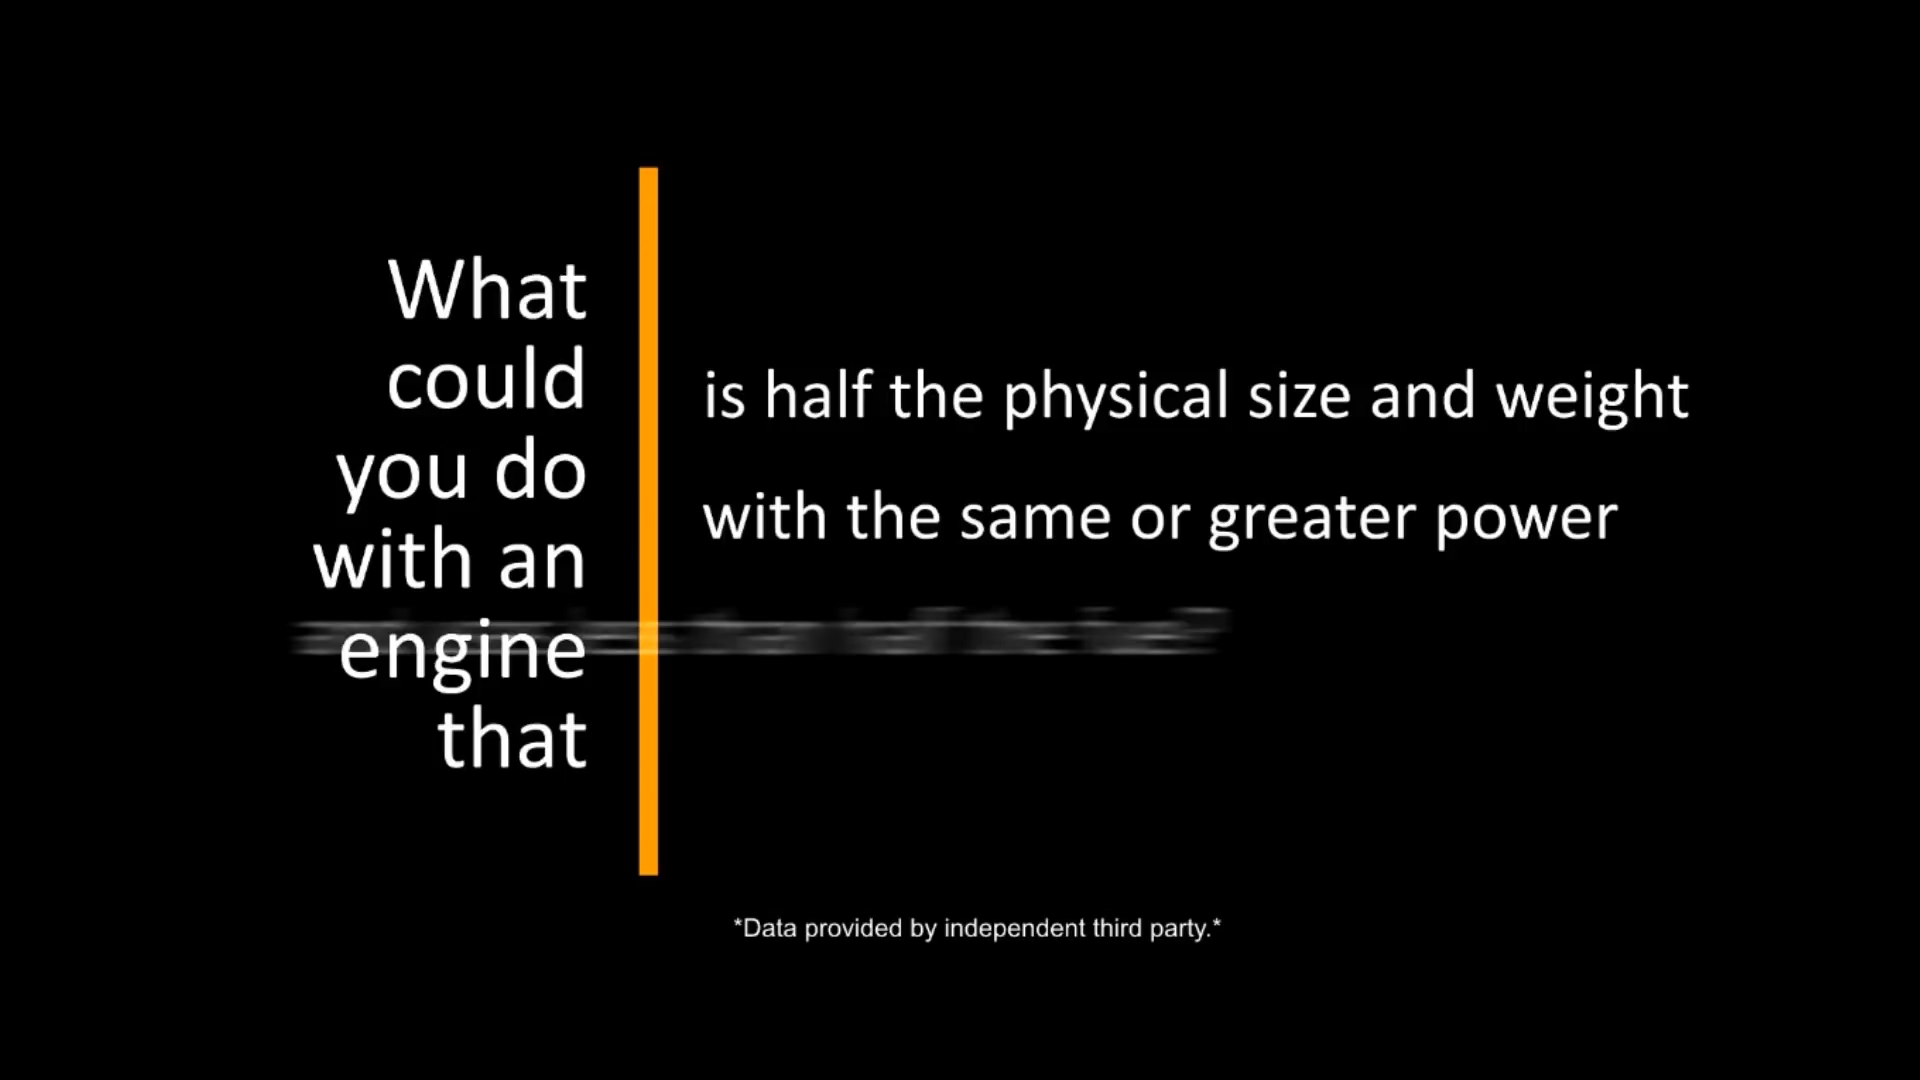 What
could
you do
with an
engine
that
is half the physical size and weight
with the same or greater power
*Data provided by independent third party.*